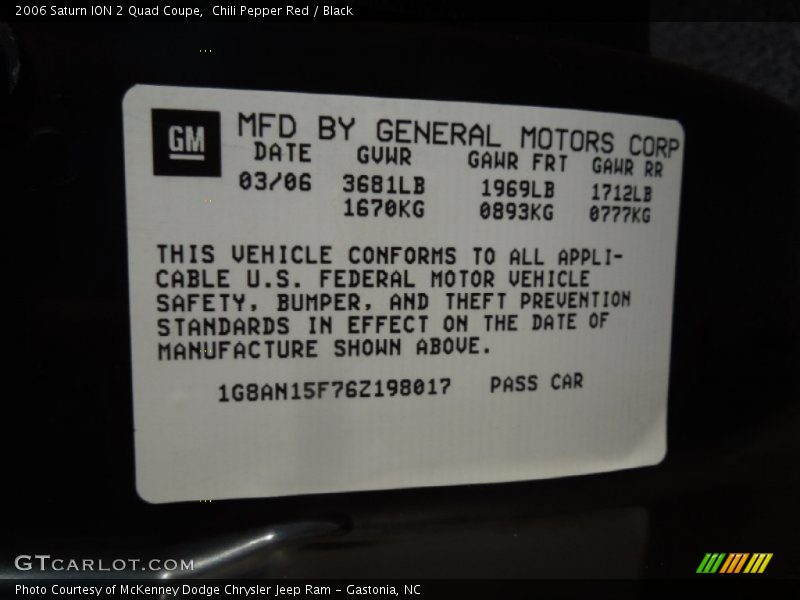 2006 Saturn ION 2 Quad Coupe,  Chili Pepper Red / Black
GM
MFD BY GENERAL MOTORS CORP
DATE GVWR GAWR FRT GAWR RR
03/06 3681LB 1969LB 1712LB
1670KG 0893KG 0777KG
THIS VEHICLE CONFORMS TO ALL APPLI-
CABLE U.S. FEDERAL MOTOR VEHICLE
SAFETY, BUMPER, AND THEFT PREVENTION
STANDARDS IN EFFECT ON THE DATE OF
MANUFACTURE SHOWN ABOVE.
1G8AN15F76Z198017 PASS CAR
GTCARLOT.COM
Photo Courtesy of McKenney Dodge Chrysler Jeep Ram – Gastonia, NC